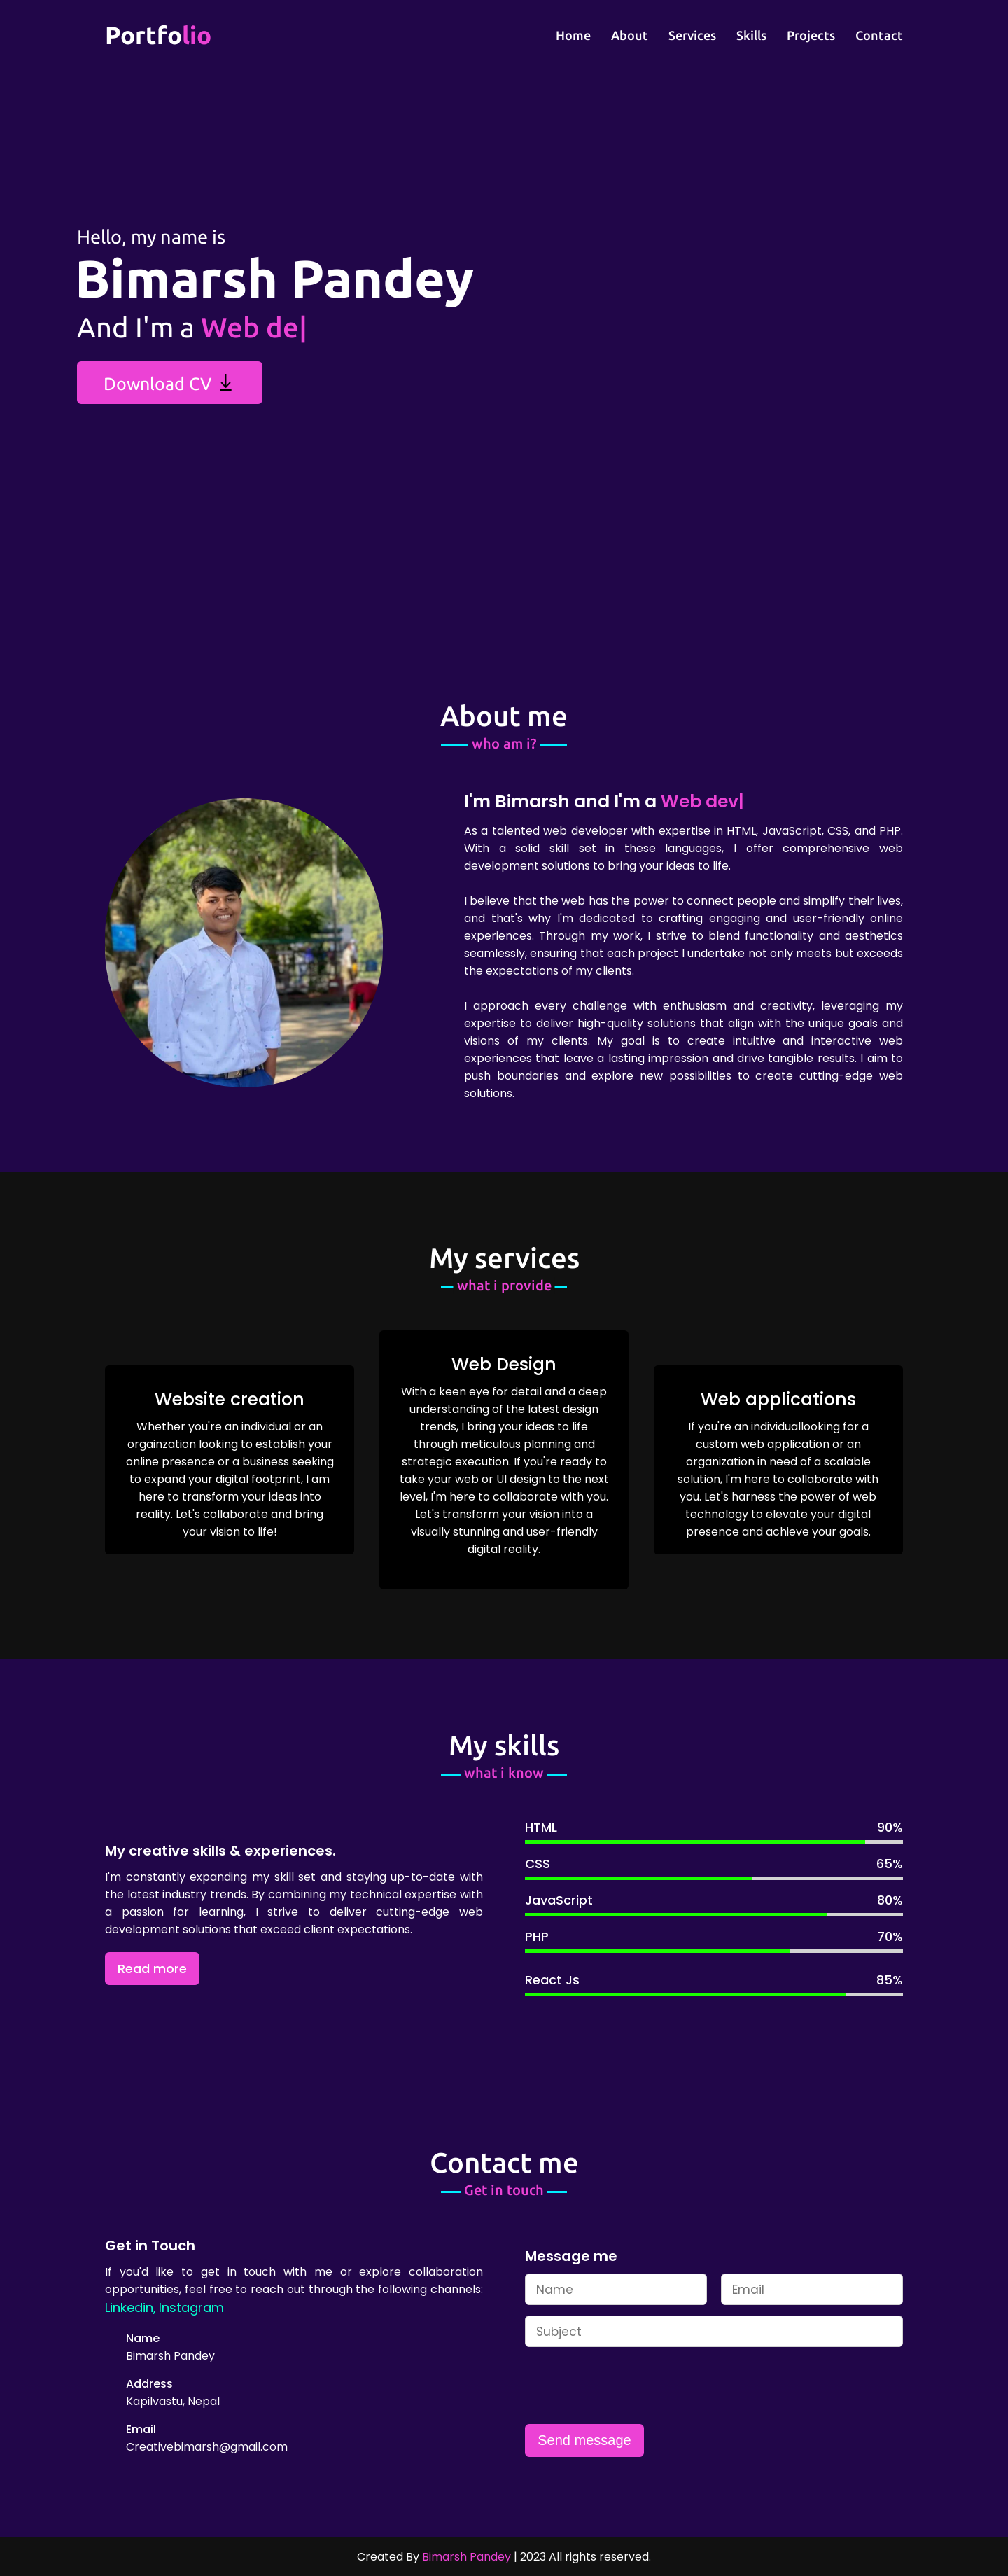 Portfolio
Home About Services Skills Projects Contact
Hello, my name is
Bimarsh Pandey
And I'm a Web de|
Download CV
About me
who am i?
I'm Bimarsh and I'm a Web dev|
As a talented web developer with expertise in HTML, JavaScript, CSS, and PHP.
With a solid skill set in these languages, I offer comprehensive web
development solutions to bring your ideas to life.
I believe that the web has the power to connect people and simplify their lives,
and that's why I'm dedicated to crafting engaging and user-friendly online
experiences. Through my work, I strive to blend functionality and aesthetics
seamlessly, ensuring that each project I undertake not only meets but exceeds
the expectations of my clients.
I approach every challenge with enthusiasm and creativity, leveraging my
expertise to deliver high-quality solutions that align with the unique goals and
visions of my clients. My goal is to create intuitive and interactive web
experiences that leave a lasting impression and drive tangible results. I aim to
push boundaries and explore new possibilities to create cutting-edge web
solutions.
My services
what i provide
Website creation
Whether you're an individual or an
orgainzation looking to establish your
online presence or a business seeking
to expand your digital footprint, I am
here to transform your ideas into
reality. Let's collaborate and bring
your vision to life!
Web Design
With a keen eye for detail and a deep
understanding of the latest design
trends, I bring your ideas to life
through meticulous planning and
strategic execution. If you're ready to
take your web or UI design to the next
level, I'm here to collaborate with you.
Let's transform your vision into a
visually stunning and user-friendly
digital reality.
Web applications
If you're an individuallooking for a
custom web application or an
organization in need of a scalable
solution, I'm here to collaborate with
you. Let's harness the power of web
technology to elevate your digital
presence and achieve your goals.
My skills
what i know
My creative skills & experiences.
I'm constantly expanding my skill set and staying up-to-date with
the latest industry trends. By combining my technical expertise with
a passion for learning, I strive to deliver cutting-edge web
development solutions that exceed client expectations.
Read more
HTML 90%
CSS 65%
JavaScript 80%
PHP 70%
React Js 85%
Contact me
Get in touch
Get in Touch
If you'd like to get in touch with me or explore collaboration
opportunities, feel free to reach out through the following channels:
Linkedin, Instagram
Name
Bimarsh Pandey
Address
Kapilvastu, Nepal
Email
Creativebimarsh@gmail.com
Message me
Name Email
Subject
Send message
Created By Bimarsh Pandey | 2023 All rights reserved.